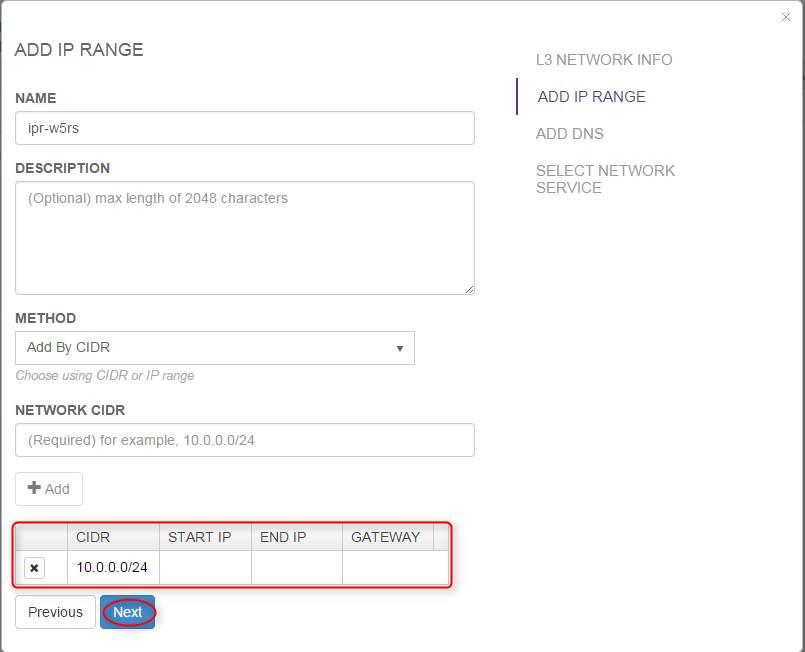 ADD IP RANGE
NAME
ipr-w5rs
DESCRIPTION
(Optional) max length of 2048 characters
METHOD
Add By CIDR
Choose using CIDR or IP range
NETWORK CIDR
(Required) for example, 10.0.0.0/24
Add
CIDR START IP END IP GATEWAY
10.0.0.0/24
Previous Next
L3 NETWORK INFO
ADD IP RANGE
ADD DNS
SELECT NETWORK
SERVICE